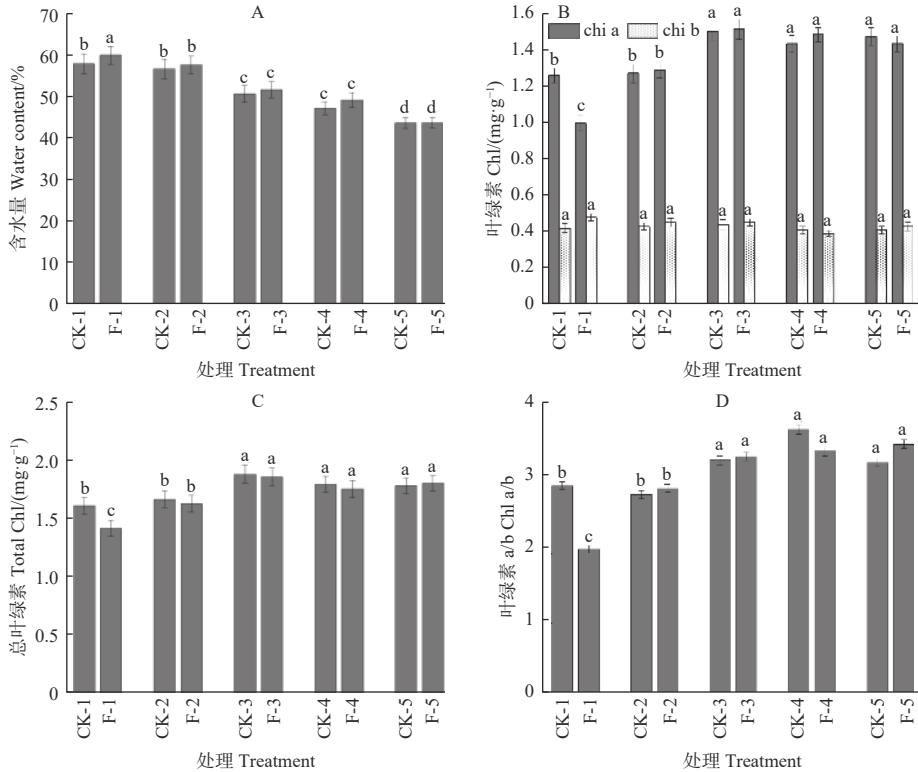 A
含水量 Water content/%
70
60
50
40
30
20
10
0
b
a
b
b
c
c
c
c
d
d
CK-1
F-1
CK-2
F-2
CK-3
F-3
CK-4
F-4
CK-5
F-5
处理 Treatment
B
chi a
chi b
叶绿素 Chl/(mg·g⁻¹)
1.6
1.4
1.2
1.0
0.8
0.6
0.4
0.2
0
b
a
c
a
b
a
b
a
a
a
a
a
a
a
a
a
a
a
a
a
CK-1
F-1
CK-2
F-2
CK-3
F-3
CK-4
F-4
CK-5
F-5
处理 Treatment
C
总叶绿素 Total Chl/(mg·g⁻¹)
2.5
2.0
1.5
1.0
0.5
0
b
c
b
b
a
a
a
a
a
a
CK-1
F-1
CK-2
F-2
CK-3
F-3
CK-4
F-4
CK-5
F-5
处理 Treatment
D
叶绿素 a/b Chl a/b
4
3
2
1
0
b
c
b
b
a
a
a
a
a
a
CK-1
F-1
CK-2
F-2
CK-3
F-3
CK-4
F-4
CK-5
F-5
处理 Treatment